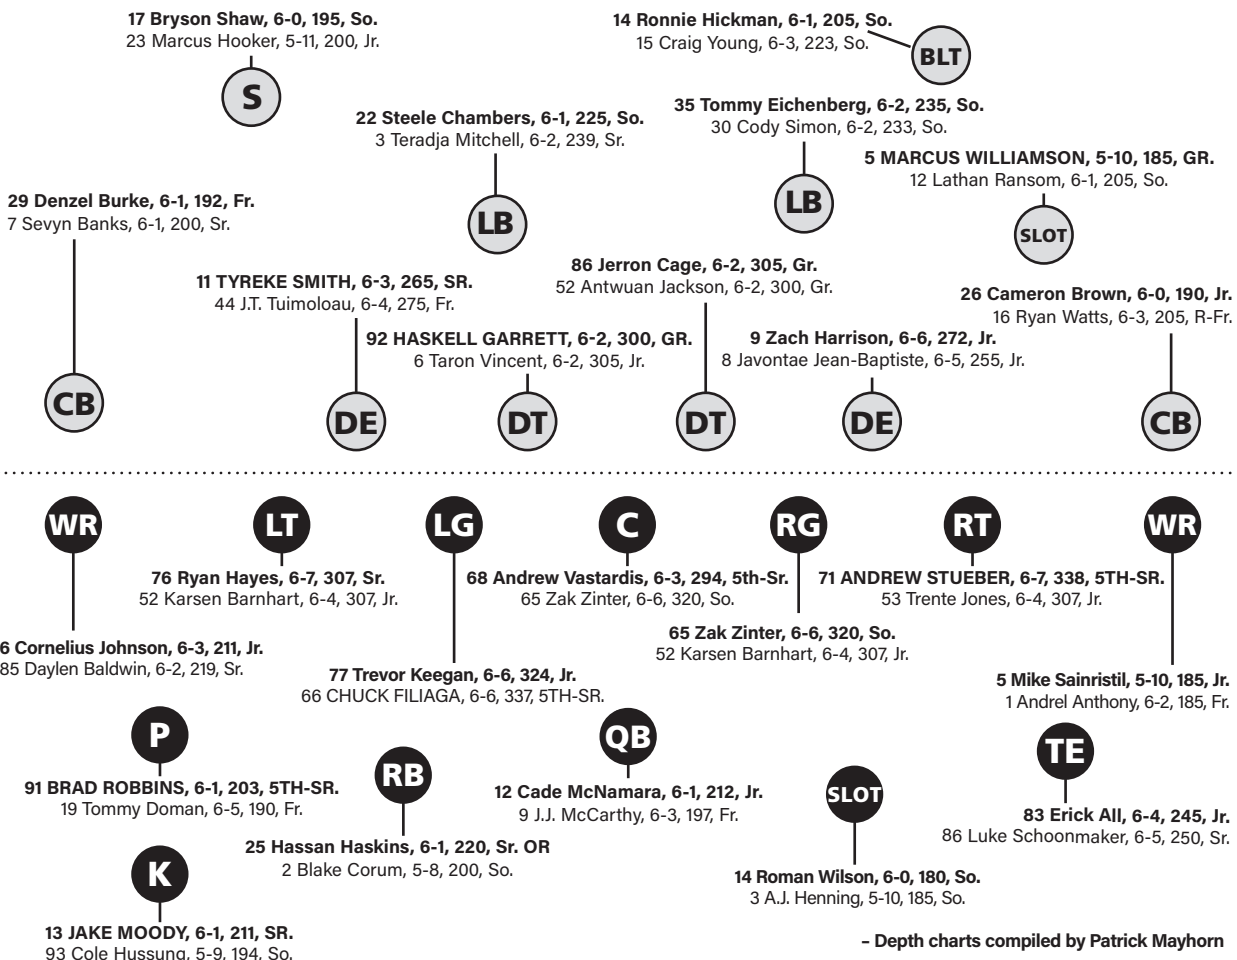 17 Bryson Shaw, 6-0, 195, So.
23 Marcus Hooker, 5-11, 200, Jr.
S
14 Ronnie Hickman, 6-1, 205, So.
15 Craig Young, 6-3, 223, So.
BLT
22 Steele Chambers, 6-1, 225, So.
3 Teradja Mitchell, 6-2, 239, Sr.
LB
35 Tommy Eichenberg, 6-2, 235, So.
30 Cody Simon, 6-2, 233, So.
LB
5 MARCUS WILLIAMSON, 5-10, 185, GR.
12 Lathan Ransom, 6-1, 205, So.
SLOT
29 Denzel Burke, 6-1, 192, Fr.
7 Sevyn Banks, 6-1, 200, Sr.
CB
11 TYREKE SMITH, 6-3, 265, SR.
44 J.T. Tuimoloau, 6-4, 275, Fr.
DE
92 HASKELL GARRETT, 6-2, 300, GR.
6 Taron Vincent, 6-2, 305, Jr.
DT
86 Jerron Cage, 6-2, 305, Gr.
52 Antwuan Jackson, 6-2, 300, Gr.
DT
9 Zach Harrison, 6-6, 272, Jr.
8 Javontae Jean-Baptiste, 6-5, 255, Jr.
DE
26 Cameron Brown, 6-0, 190, Jr.
16 Ryan Watts, 6-3, 205, R-Fr.
CB
WR
6 Cornelius Johnson, 6-3, 211, Jr.
85 Daylen Baldwin, 6-2, 219, Sr.
LT
76 Ryan Hayes, 6-7, 307, Sr.
52 Karsen Barnhart, 6-4, 307, Jr.
LG
77 Trevor Keegan, 6-6, 324, Jr.
66 CHUCK FILIAGA, 6-6, 337, 5TH-SR.
C
68 Andrew Vastardis, 6-3, 294, 5th-Sr.
65 Zak Zinter, 6-6, 320, So.
RG
65 Zak Zinter, 6-6, 320, So.
52 Karsen Barnhart, 6-4, 307, Jr.
RT
71 ANDREW STUEBER, 6-7, 338, 5TH-SR.
53 Trente Jones, 6-4, 307, Jr.
WR
5 Mike Sainristil, 5-10, 185, Jr.
1 Andrel Anthony, 6-2, 185, Fr.
P
91 BRAD ROBBINS, 6-1, 203, 5TH-SR.
19 Tommy Doman, 6-5, 190, Fr.
RB
25 Hassan Haskins, 6-1, 220, Sr. OR
2 Blake Corum, 5-8, 200, So.
QB
12 Cade McNamara, 6-1, 212, Jr.
9 J.J. McCarthy, 6-3, 197, Fr.
SLOT
14 Roman Wilson, 6-0, 180, So.
3 A.J. Henning, 5-10, 185, So.
TE
83 Erick All, 6-4, 245, Jr.
86 Luke Schoonmaker, 6-5, 250, Sr.
K
13 JAKE MOODY, 6-1, 211, SR.
93 Cole Hussung, 5-9, 194, So.
– Depth charts compiled by Patrick Mayhorn